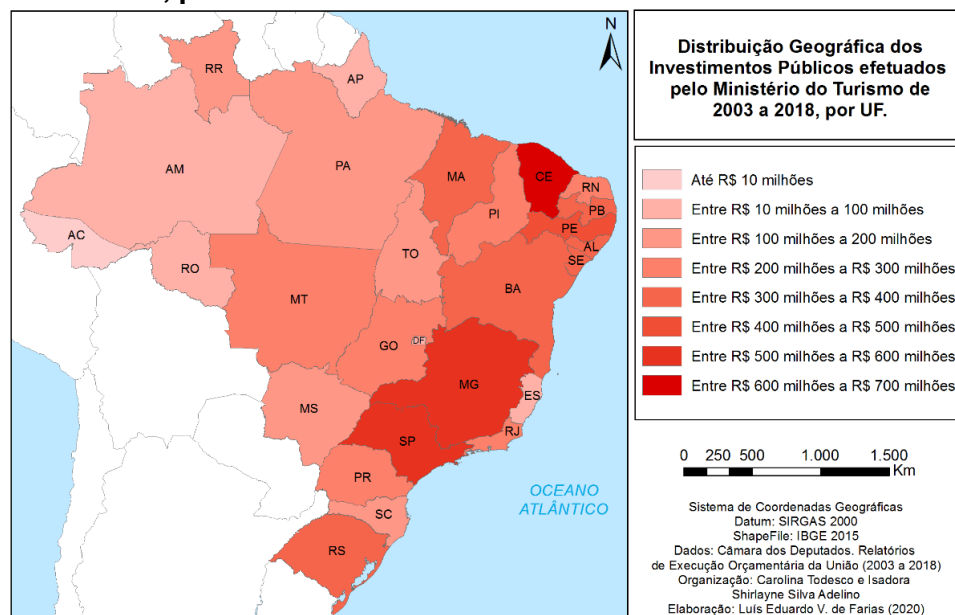 Distribuição Geográfica dos
Investimentos Públicos efetuados
pelo Ministério do Turismo de
2003 a 2018, por UF.
N
RR
AP
AM
PA
MA
CE
RN
PI
PB
PE
AC
AL
TO
SE
RO
BA
MT
GO
DF
MG
MS
ES
SP
RJ
PR
SC
RS
OCEANO
ATLÂNTICO
Até R$ 10 milhões
Entre R$ 10 milhões a 100 milhões
Entre R$ 100 milhões a 200 milhões
Entre R$ 200 milhões a R$ 300 milhões
Entre R$ 300 milhões a R$ 400 milhões
Entre R$ 400 milhões a R$ 500 milhões
Entre R$ 500 milhões a R$ 600 milhões
Entre R$ 600 milhões a R$ 700 milhões
0 250 500 1.000 1.500
Km
Sistema de Coordenadas Geográficas
Datum: SIRGAS 2000
ShapeFile: IBGE 2015
Dados: Câmara dos Deputados. Relatórios
de Execução Orçamentária da União (2003 a 2018)
Organização: Carolina Todesco e Isadora
Shirlayne Silva Adelino
Elaboração: Luís Eduardo V. de Farias (2020)